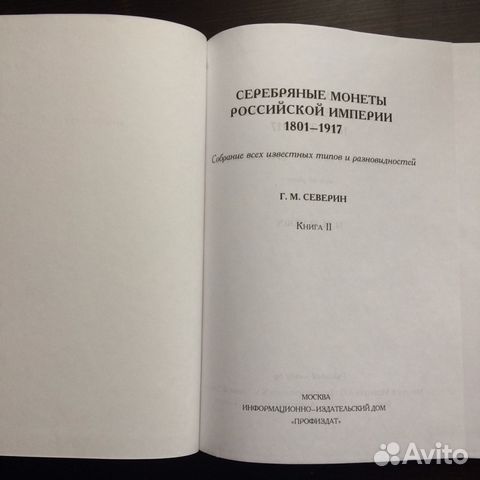 СЕРЕБРЯНЫЕ МОНЕТЫ
РОССИЙСКОЙ ИМПЕРИИ
1801–1917
Собрание всех известных типов и разновидностей
Г. М. СЕВЕРИН
Книга II
МОСКВА
ИНФОРМАЦИОННО–ИЗДАТЕЛЬСКИЙ ДОМ
«ПРОФИЗДАТ»
Avito